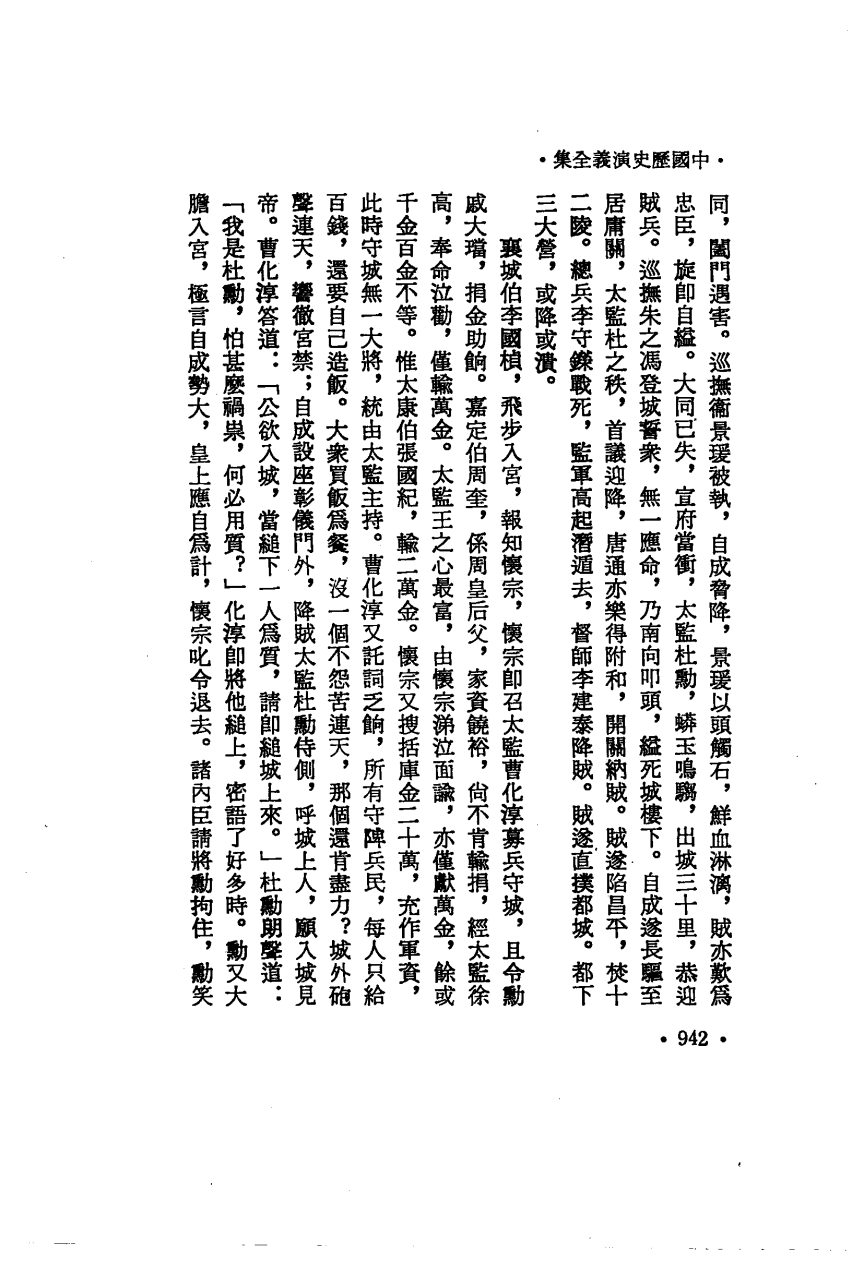 ·中國歷史演義全集·
同，闔門遇害。巡撫衞景瑗被執，自成脅降，景瑗以頭觸石，鮮血淋漓，賊亦歎爲
忠臣，旋卽自縊。大同已失，宣府當衝，太監杜勳，蟒玉鳴騶，出城三十里，恭迎
賊兵。巡撫朱之馮登城誓衆，無一應命，乃南向叩頭，縊死城樓下。自成遂長驅至
居庸關，太監杜之秩，首議迎降，唐通亦樂得附和，開關納賊。賊遂陷昌平，焚十
二陵。總兵李守鑅戰死，監軍高起潛遁去，督師李建泰降賊。賊遂直撲都城。都下
三大營，或降或潰。
襄城伯李國楨，飛步入宮，報知懷宗，懷宗卽召太監曹化淳募兵守城，且令勳
戚大璫，捐金助餉。嘉定伯周奎，係周皇后父，家資饒裕，尙不肯輸捐，經太監徐
高，奉命泣勸，僅輸萬金。太監王之心最富，由懷宗涕泣面諭，亦僅獻萬金，餘或
千金百金不等。惟太康伯張國紀，輸二萬金。懷宗又搜括庫金二十萬，充作軍資，
此時守城無一大將，統由太監主持。曹化淳又託詞乏餉，所有守陴兵民，每人只給
百錢，還要自己造飯。大衆買飯爲餐，沒一個不怨苦連天，那個還肯盡力？城外砲
聲連天，響徹宮禁；自成設座彰儀門外，降賊太監杜勳侍側，呼城上人，願入城見
帝。曹化淳答道：「公欲入城，當縋下一人爲質，請卽縋城上來。」杜勳朗聲道：
「我是杜勳，怕甚麼禍祟，何必用質？」化淳卽將他縋上，密語了好多時。勳又大
膽入宮，極言自成勢大，皇上應自爲計，懷宗叱令退去。諸內臣請將勳拘住，勳笑
·942·